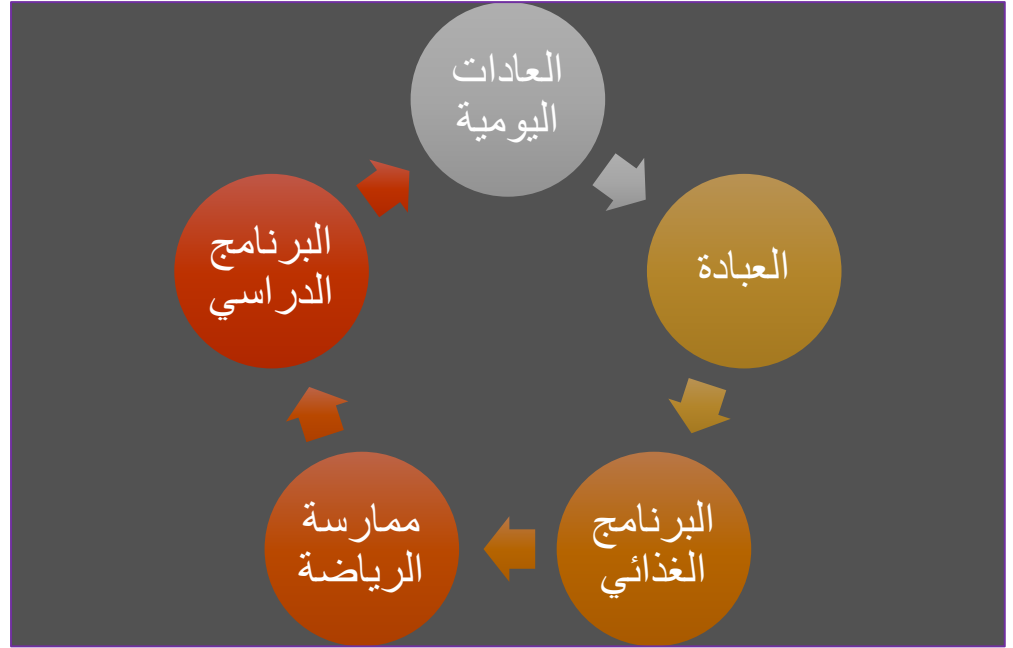 العادات
اليومية
العبادة
البرنامج
الغذائي
ممارسة
الرياضة
البرنامج
الدراسي